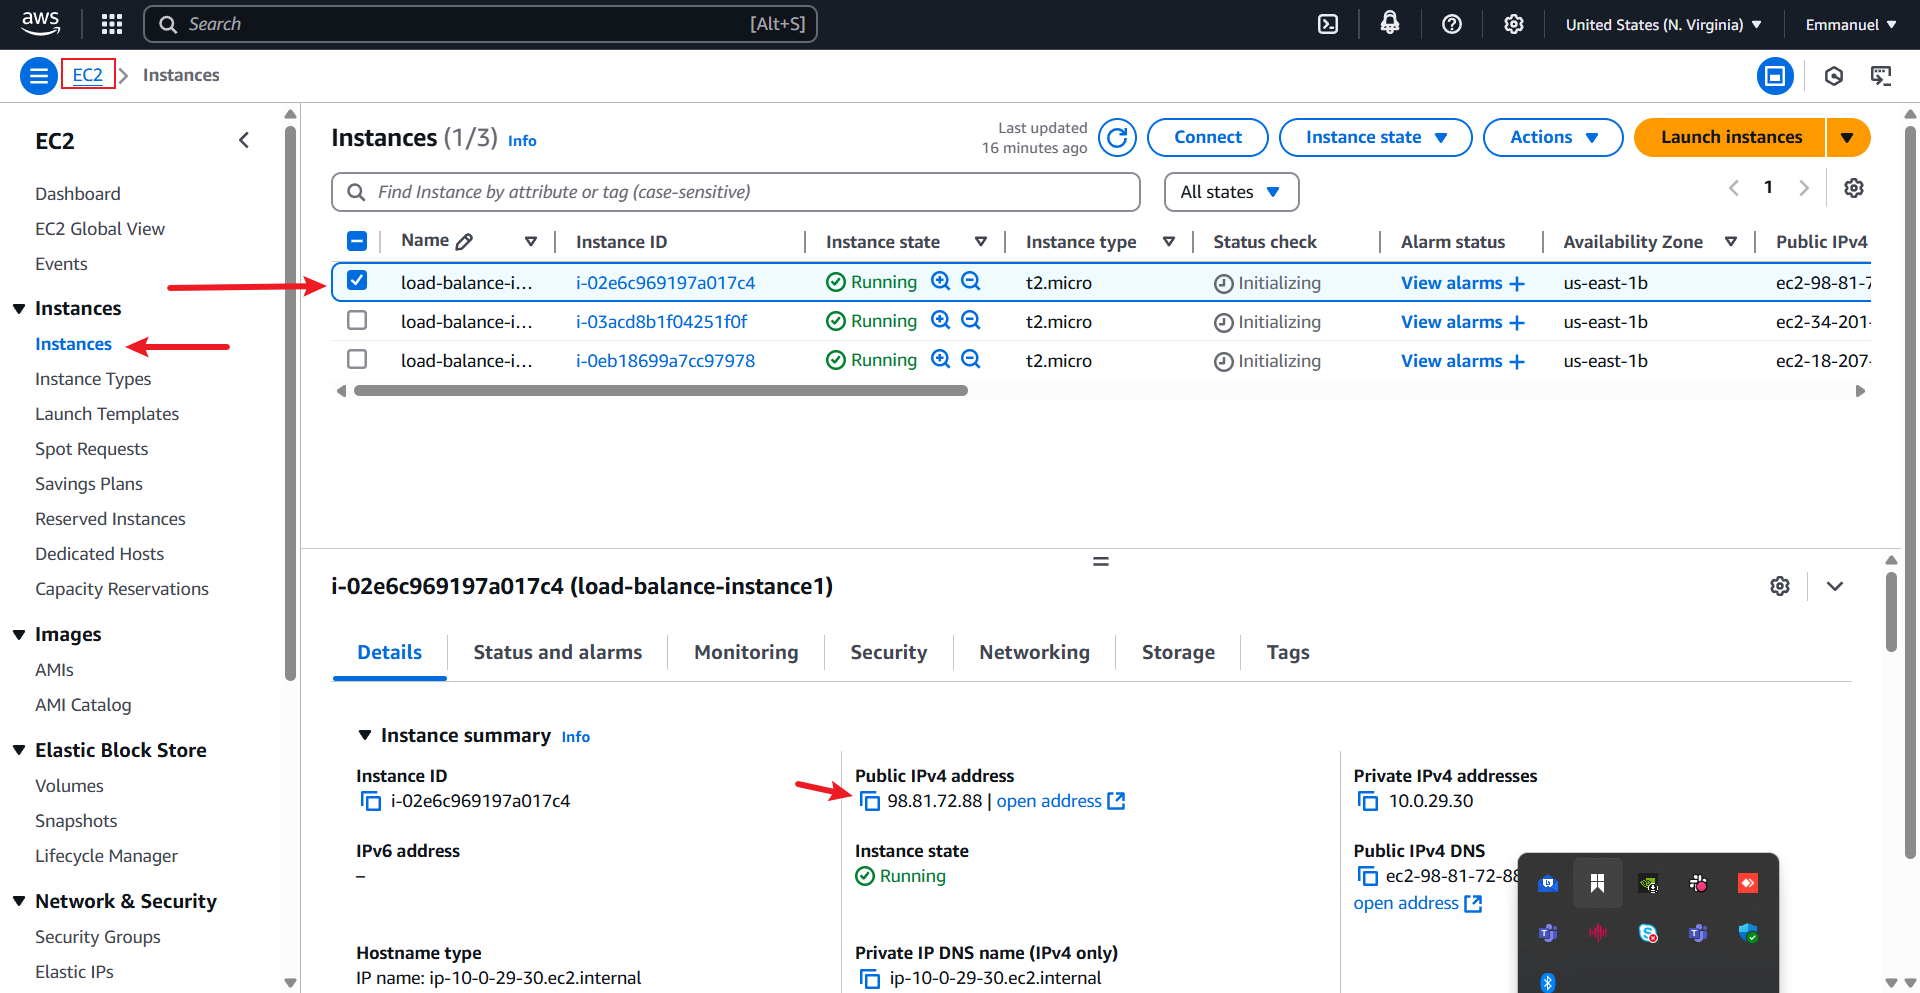 aws
Search [Alt+S]
United States (N. Virginia)
Emmanuel
EC2
Instances
EC2
Dashboard
EC2 Global View
Events
Instances
Instances
Instance Types
Launch Templates
Spot Requests
Savings Plans
Reserved Instances
Dedicated Hosts
Capacity Reservations
Images
AMIs
AMI Catalog
Elastic Block Store
Volumes
Snapshots
Lifecycle Manager
Network & Security
Security Groups
Elastic IPs
Instances (1/3) Info
Last updated
16 minutes ago
Connect
Instance state
Actions
Launch instances
Find Instance by attribute or tag (case-sensitive)
All states
1
Name Instance ID Instance state Instance type Status check Alarm status Availability Zone Public IPv4
load-balance-i... i-02e6c969197a017c4 Running t2.micro Initializing View alarms + us-east-1b ec2-98-81-7
load-balance-i... i-03acd8b1f04251f0f Running t2.micro Initializing View alarms + us-east-1b ec2-34-201-
load-balance-i... i-0eb18699a7cc97978 Running t2.micro Initializing View alarms + us-east-1b ec2-18-207-
i-02e6c969197a017c4 (load-balance-instance1)
Details
Status and alarms
Monitoring
Security
Networking
Storage
Tags
Instance summary Info
Instance ID
i-02e6c969197a017c4
Public IPv4 address
98.81.72.88 | open address
Private IPv4 addresses
10.0.29.30
IPv6 address
–
Instance state
Running
Public IPv4 DNS
ec2-98-81-72-88
open address
Hostname type
IP name: ip-10-0-29-30.ec2.internal
Private IP DNS name (IPv4 only)
ip-10-0-29-30.ec2.internal